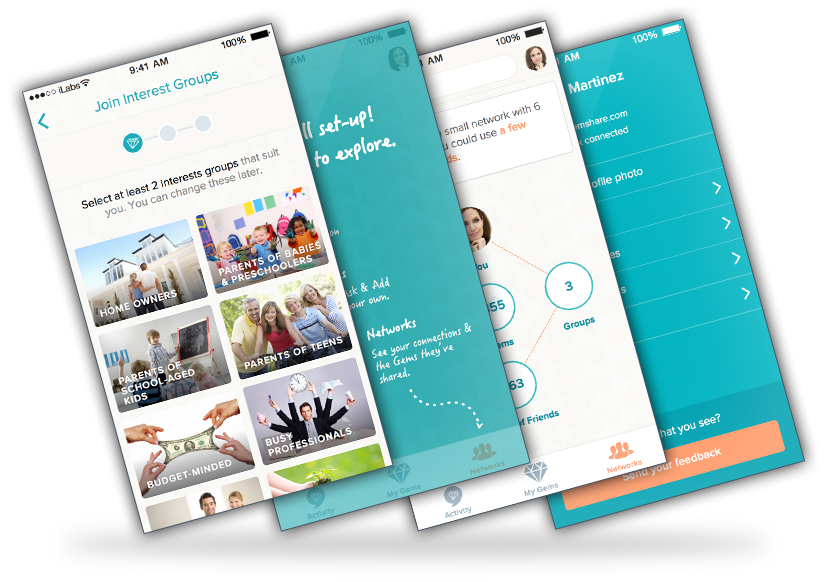 ●●●○○ iLabs 9:41 AM 100%
Join Interest Groups
Select at least 2 interests groups that suit
you. You can change these later.
HOME OWNERS
PARENTS OF BABIES
& PRESCHOOLERS
PARENTS OF
SCHOOL-AGED
KIDS
PARENTS OF TEENS
BUDGET-MINDED
BUSY
PROFESSIONALS
AM 100%
ll set-up!
to explore.
on
s
sk & Add
our own.
Networks
See your connections &
the Gems they've
shared.
Activity
My Gems
Networks
AM 100%
small network with 6
u could use a few
ds.
ou
55
ms
3
Groups
63
of Friends
Activity
My Gems
Networks
AM 100%
Martinez
mshare.com
connected
ofile photo
es
s
hat you see?
Send your feedback